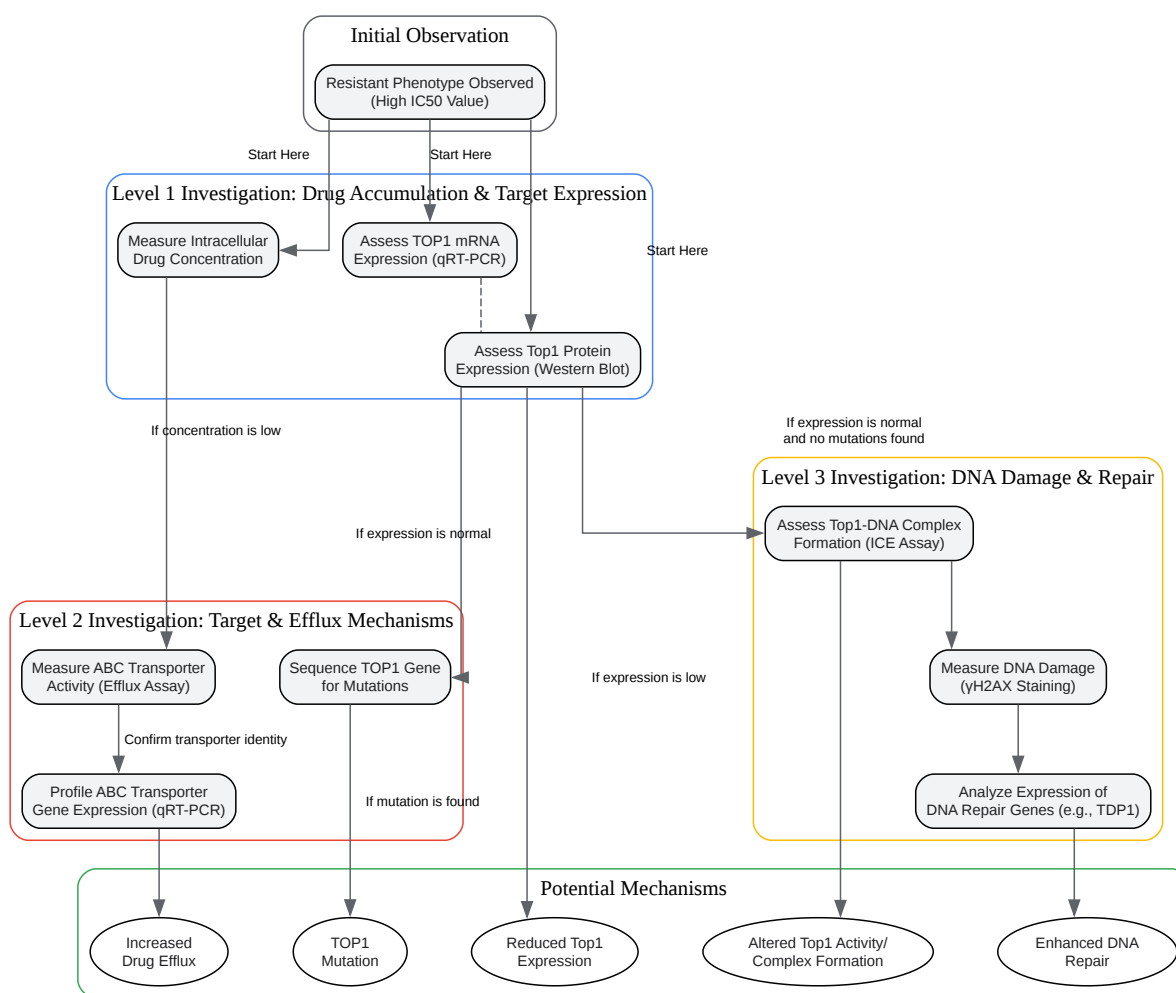 Initial Observation
Resistant Phenotype Observed
(High IC50 Value)
Start Here
Start Here
Level 1 Investigation: Drug Accumulation & Target Expression
Measure Intracellular
Drug Concentration
Assess TOP1 mRNA
Expression (qRT-PCR)
Start Here
Assess Top1 Protein
Expression (Western Blot)
If concentration is low
If expression is normal
and no mutations found
Level 3 Investigation: DNA Damage & Repair
Assess Top1-DNA Complex
Formation (ICE Assay)
If expression is normal
Level 2 Investigation: Target & Efflux Mechanisms
Measure ABC Transporter
Activity (Efflux Assay)
Sequence TOP1 Gene
for Mutations
If expression is low
Measure DNA Damage
(γH2AX Staining)
Confirm transporter identity
Profile ABC Transporter
Gene Expression (qRT-PCR)
If mutation is found
Analyze Expression of
DNA Repair Genes (e.g., TDP1)
Potential Mechanisms
Increased
Drug Efflux
TOP1
Mutation
Reduced Top1
Expression
Altered Top1 Activity/
Complex Formation
Enhanced DNA
Repair